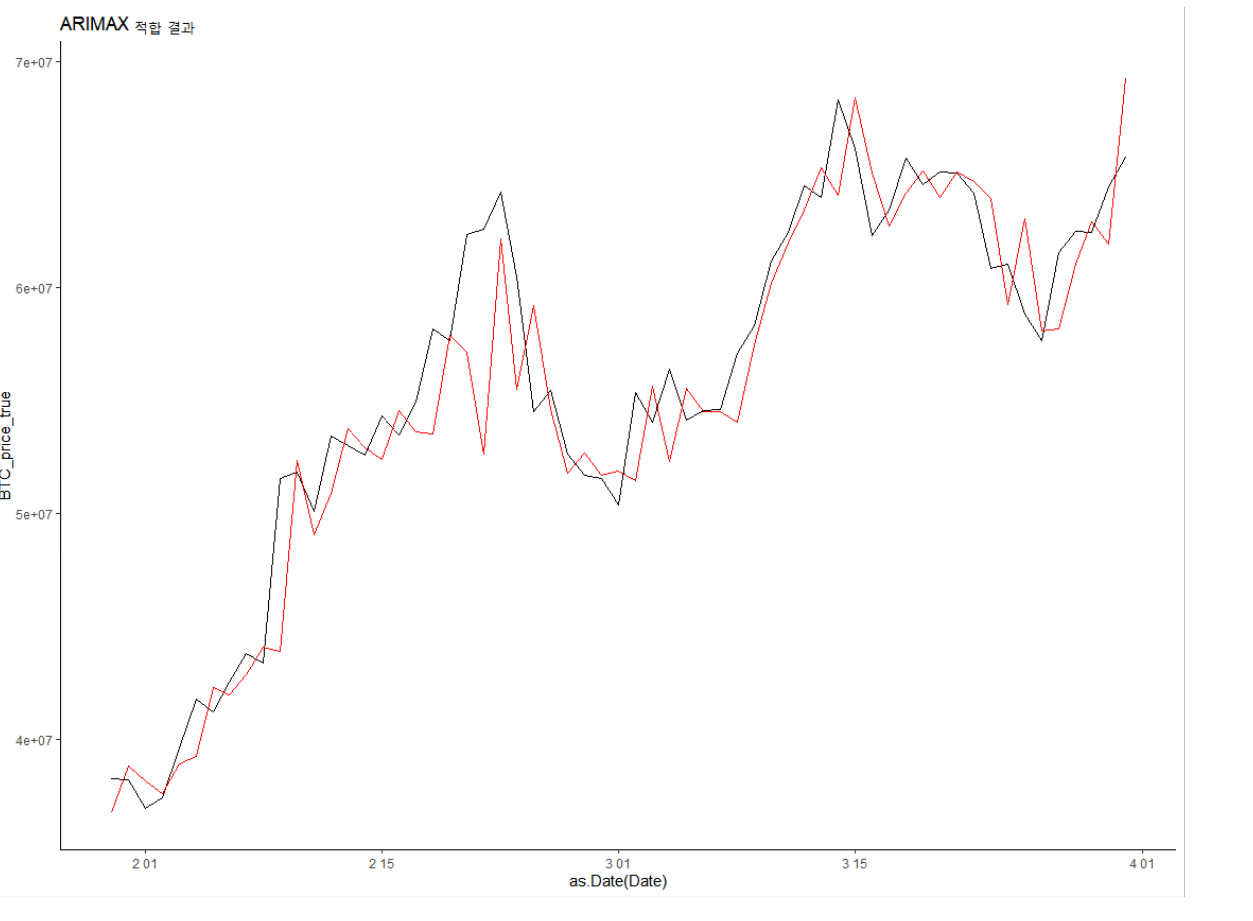 ARIMAX 적합 결과
7e+07
6e+07
5e+07
4e+07
BTC_price_true
2 01
2 15
3 01
3 15
4 01
as.Date(Date)